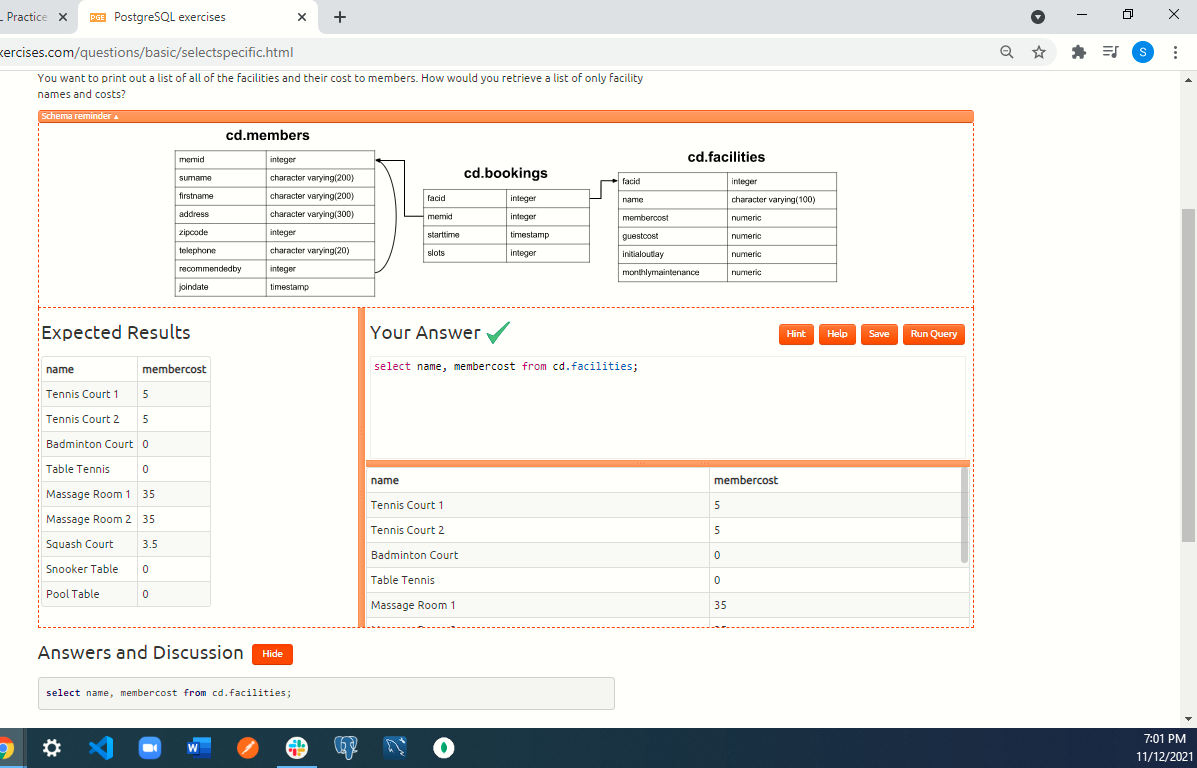 L Practice
PGE PostgreSQL exercises
xercises.com/questions/basic/selectspecific.html
S
You want to print out a list of all of the facilities and their cost to members. How would you retrieve a list of only facility
names and costs?
Schema reminder ▴
cd.members
memid integer
surname character varying(200)
firstname character varying(200)
address character varying(300)
zipcode integer
telephone character varying(20)
recommendedby integer
joindate timestamp
cd.bookings
facid integer
memid integer
starttime timestamp
slots integer
cd.facilities
facid integer
name character varying(100)
membercost numeric
guestcost numeric
initialoutlay numeric
monthlymaintenance numeric
Expected Results
name membercost
Tennis Court 1 5
Tennis Court 2 5
Badminton Court 0
Table Tennis 0
Massage Room 1 35
Massage Room 2 35
Squash Court 3.5
Snooker Table 0
Pool Table 0
Your Answer
Hint Help Save Run Query
select name, membercost from cd.facilities;
name membercost
Tennis Court 1 5
Tennis Court 2 5
Badminton Court 0
Table Tennis 0
Massage Room 1 35
Answers and Discussion Hide
select name, membercost from cd.facilities;
W
7:01 PM
11/12/2021